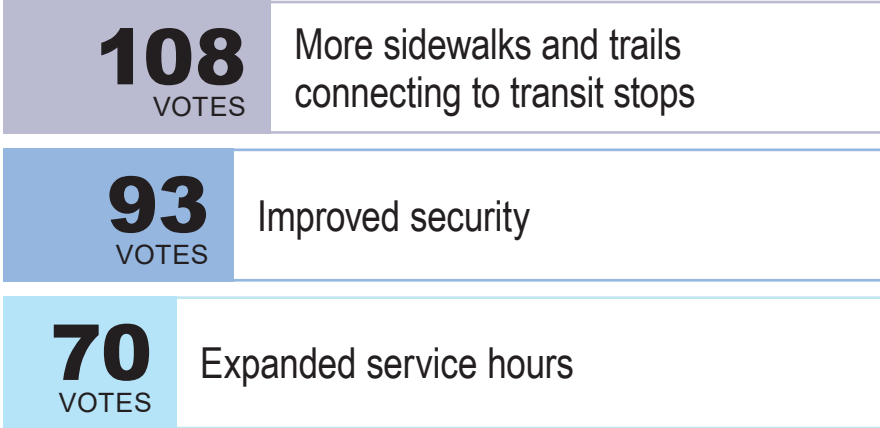 108
VOTES
More sidewalks and trails
connecting to transit stops
93
VOTES
Improved security
70
VOTES
Expanded service hours